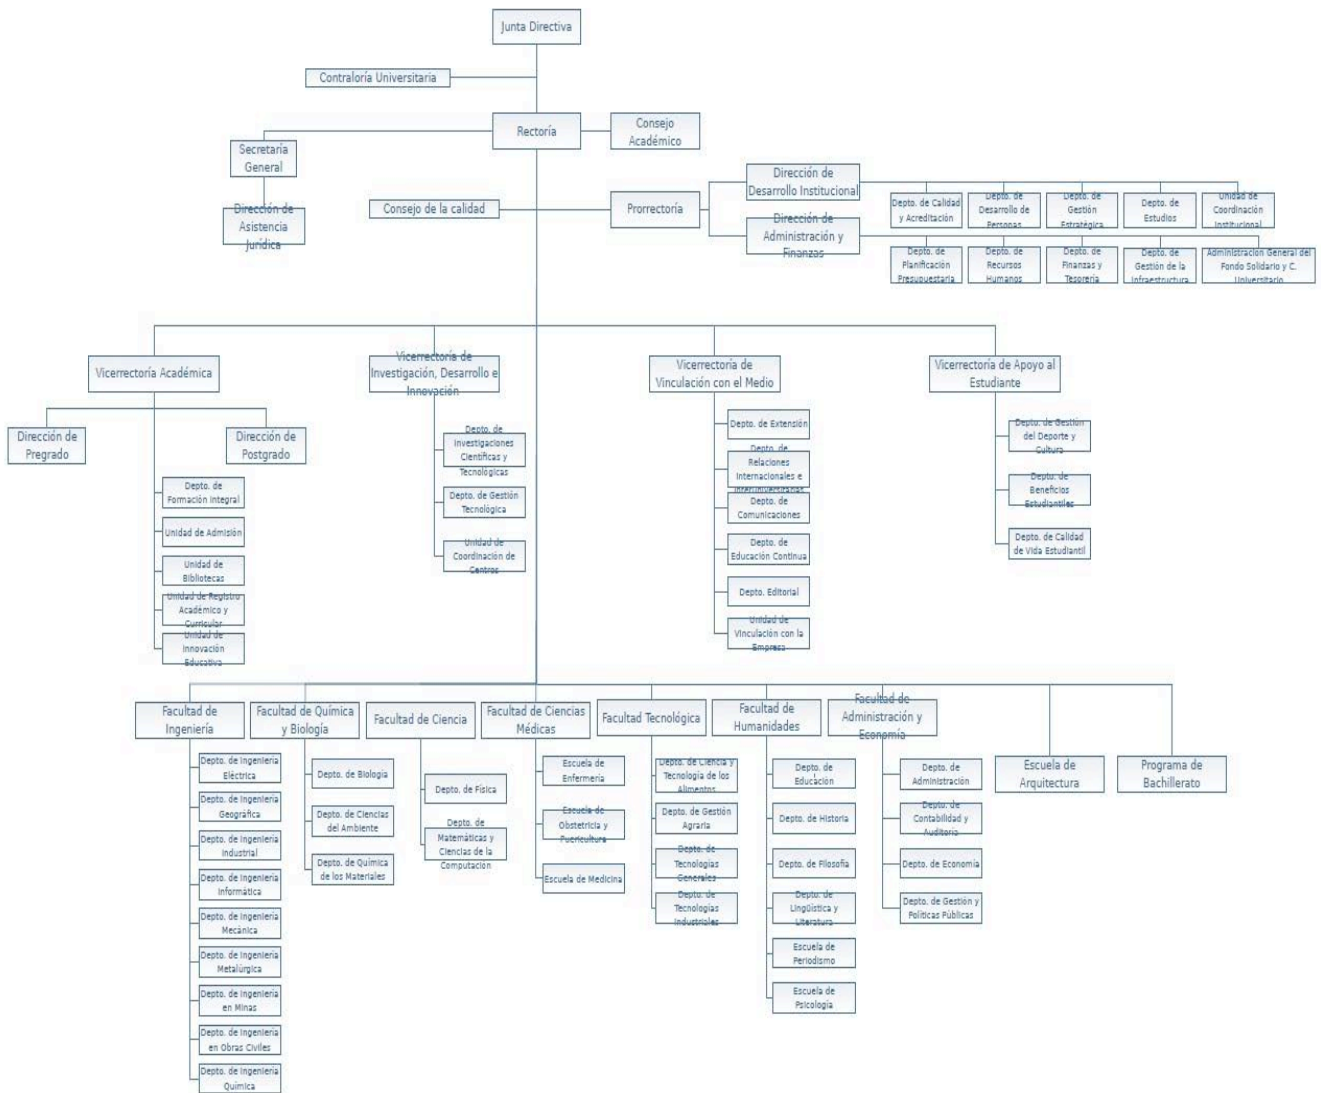 Junta Directiva
Contraloría Universitaria
Rectoría
Consejo
Académico
Secretaría
General
Dirección de
Asistencia
Jurídica
Consejo de la calidad
Prorrectoría
Dirección de
Desarrollo Institucional
Dirección de
Administración y
Finanzas
Depto. de Calidad
y Acreditación
Depto. de
Desarrollo de
Personas
Depto. de
Gestión
Estratégica
Depto. de
Estudios
Unidad de
Coordinación
Institucional
Depto. de
Planificación
Presupuestaria
Depto. de
Recursos
Humanos
Depto. de
Finanzas y
Tesorería
Depto. de
Gestión de la
Infraestructura
Administración General del
Fondo Solidario y C.
Universitario
Vicerrectoría Académica
Vicerrectoría de
Investigación, Desarrollo e
Innovación
Vicerrectoría de
Vinculación con el Medio
Vicerrectoría de Apoyo al
Estudiante
Dirección de
Pregrado
Dirección de
Postgrado
Depto. de
Formación Integral
Unidad de Admisión
Unidad de
Bibliotecas
Unidad de Registro
Académico y
Curricular
Unidad de
Innovación
Educativa
Depto. de
Investigaciones
Científicas y
Tecnológicas
Depto. de Gestión
Tecnológica
Unidad de
Coordinación de
Centros
Depto. de Extensión
Depto. de
Relaciones
Internacionales e
Interuniversitarias
Depto. de
Comunicaciones
Depto. de
Educación Continua
Depto. Editorial
Unidad de
Vinculación con la
Empresa
Depto. de Gestión
del Deporte y
Cultura
Depto. de
Beneficios
Estudiantiles
Depto. de Calidad
de Vida Estudiantil
Facultad de
Ingeniería
Facultad de Química
y Biología
Facultad de Ciencia
Facultad de Ciencias
Médicas
Facultad Tecnológica
Facultad de
Humanidades
Facultad de
Administración y
Economía
Escuela de
Arquitectura
Programa de
Bachillerato
Depto. de Ingeniería
Eléctrica
Depto. de Ingeniería
Geográfica
Depto. de Ingeniería
Industrial
Depto. de Ingeniería
Informática
Depto. de Ingeniería
Mecánica
Depto. de Ingeniería
Metalúrgica
Depto. de Ingeniería
en Minas
Depto. de Ingeniería
en Obras Civiles
Depto. de Ingeniería
Química
Depto. de Biología
Depto. de Ciencias
del Ambiente
Depto. de Química
de los Materiales
Depto. de Física
Depto. de
Matemáticas y
Ciencias de la
Computación
Escuela de
Enfermería
Escuela de
Obstetricia y
Puericultura
Escuela de Medicina
Depto. de Ciencia y
Tecnología de los
Alimentos
Depto. de Gestión
Agraria
Depto. de
Tecnologías
Generales
Depto. de
Tecnologías
Industriales
Depto. de
Educación
Depto. de Historia
Depto. de Filosofía
Depto. de
Lingüística y
Literatura
Escuela de
Periodismo
Escuela de
Psicología
Depto. de
Administración
Depto. de
Contabilidad y
Auditoría
Depto. de Economía
Depto. de Gestión y
Políticas Públicas